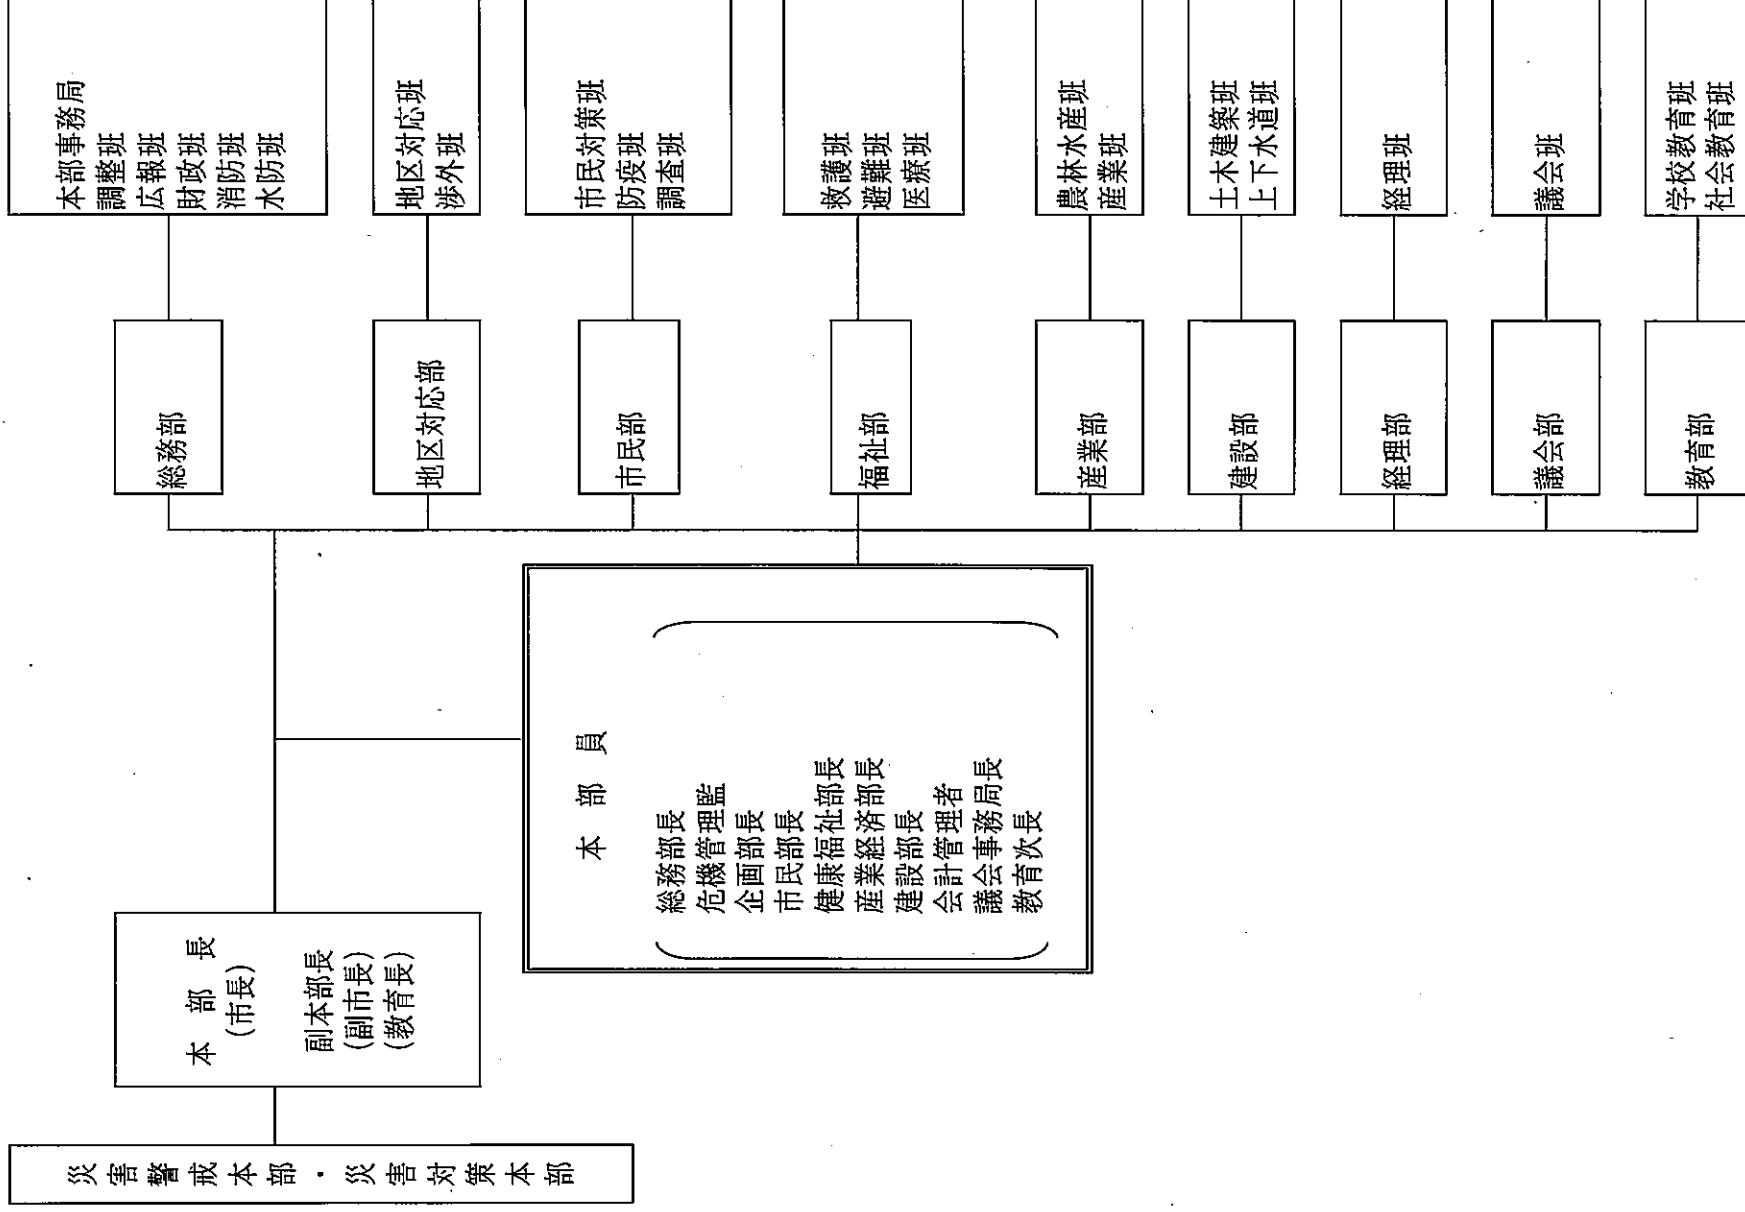 災害警戒本部・災害対策本部
本部長
(市長)
副本部長
(副市長)
(教育長)
本部員
総務部長
危機管理監
企画部長
市民部長
健康福祉部長
産業経済部長
建設部長
会計管理者
議会事務局長
教育次長
総務部
地区対応部
市民部
福祉部
産業部
建設部
経理部
議会部
教育部
本部事務局
調整班
広報班
財政班
消防班
水防班
地区対応班
渉外班
市民対策班
防疫班
調査班
救護班
避難班
医療班
農林水産班
産業班
土木建築班
上下水道班
経理班
議会班
学校教育班
社会教育班